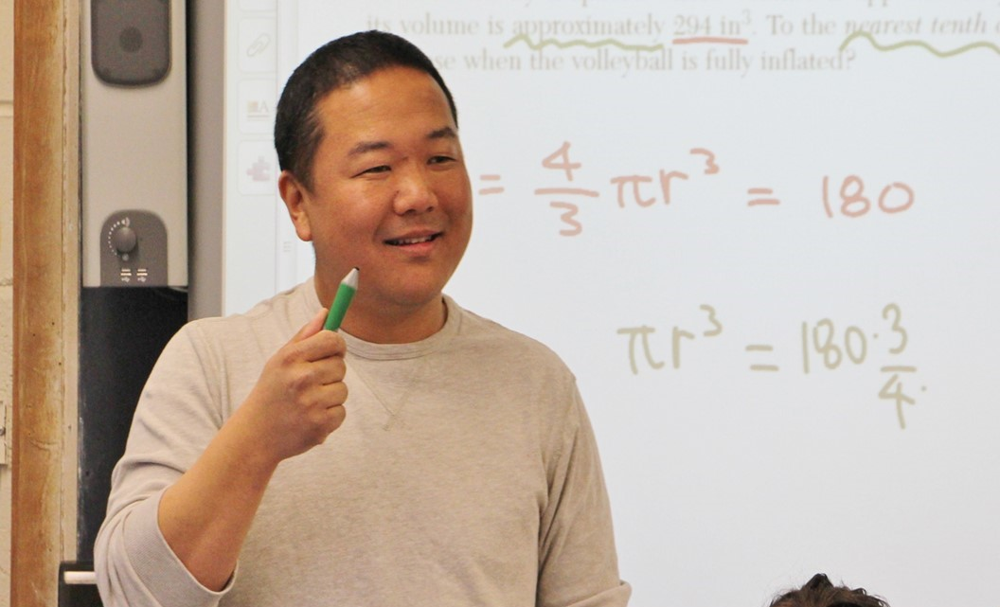 its volume is approximately 294 in³. To the nearest tenth
se when the volleyball is fully inflated?
= 4/3 πr³ = 180
πr³ = 180 · 3/4